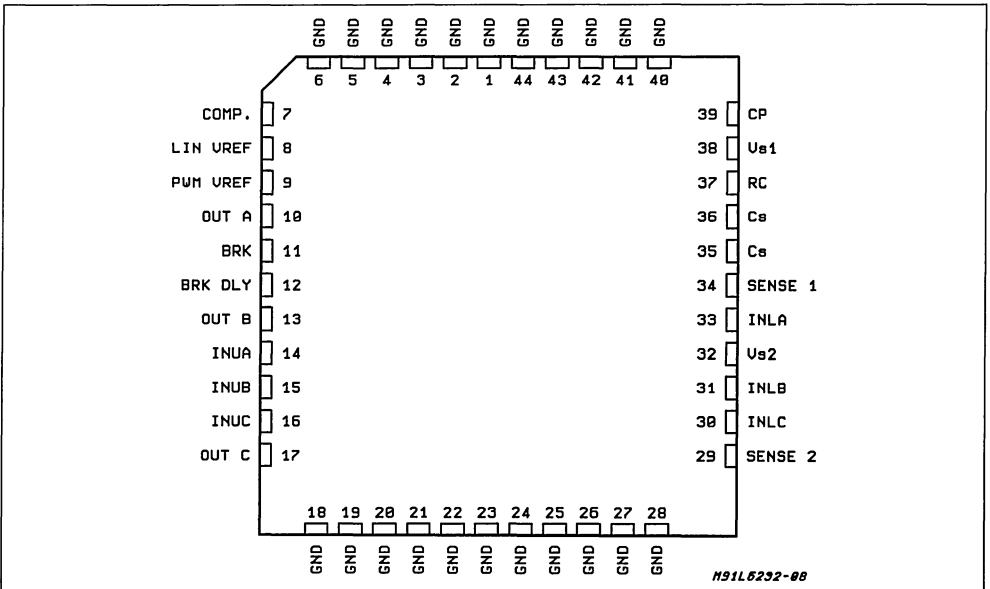 GND GND GND GND GND GND GND GND GND GND GND
6 5 4 3 2 1 44 43 42 41 40
COMP. 7 39 CP
LIN VREF 8 38 Vs1
PWM VREF 9 37 RC
OUT A 10 36 Cs
BRK 11 35 Cs
BRK DLY 12 34 SENSE 1
OUT B 13 33 INLA
INUA 14 32 Vs2
INUB 15 31 INLB
INUC 16 30 INLC
OUT C 17 29 SENSE 2
18 19 20 21 22 23 24 25 26 27 28
GND GND GND GND GND GND GND GND GND GND GND
M91L6232-08